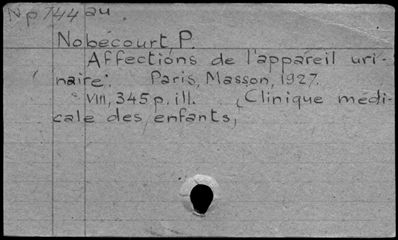 Np 744 au.
Nobécourt, P.
Affections de l'appareil uri-
naire. Paris, Masson, 1927.
VIII, 345 p. ill. (Clinique médi-
cale des enfants)